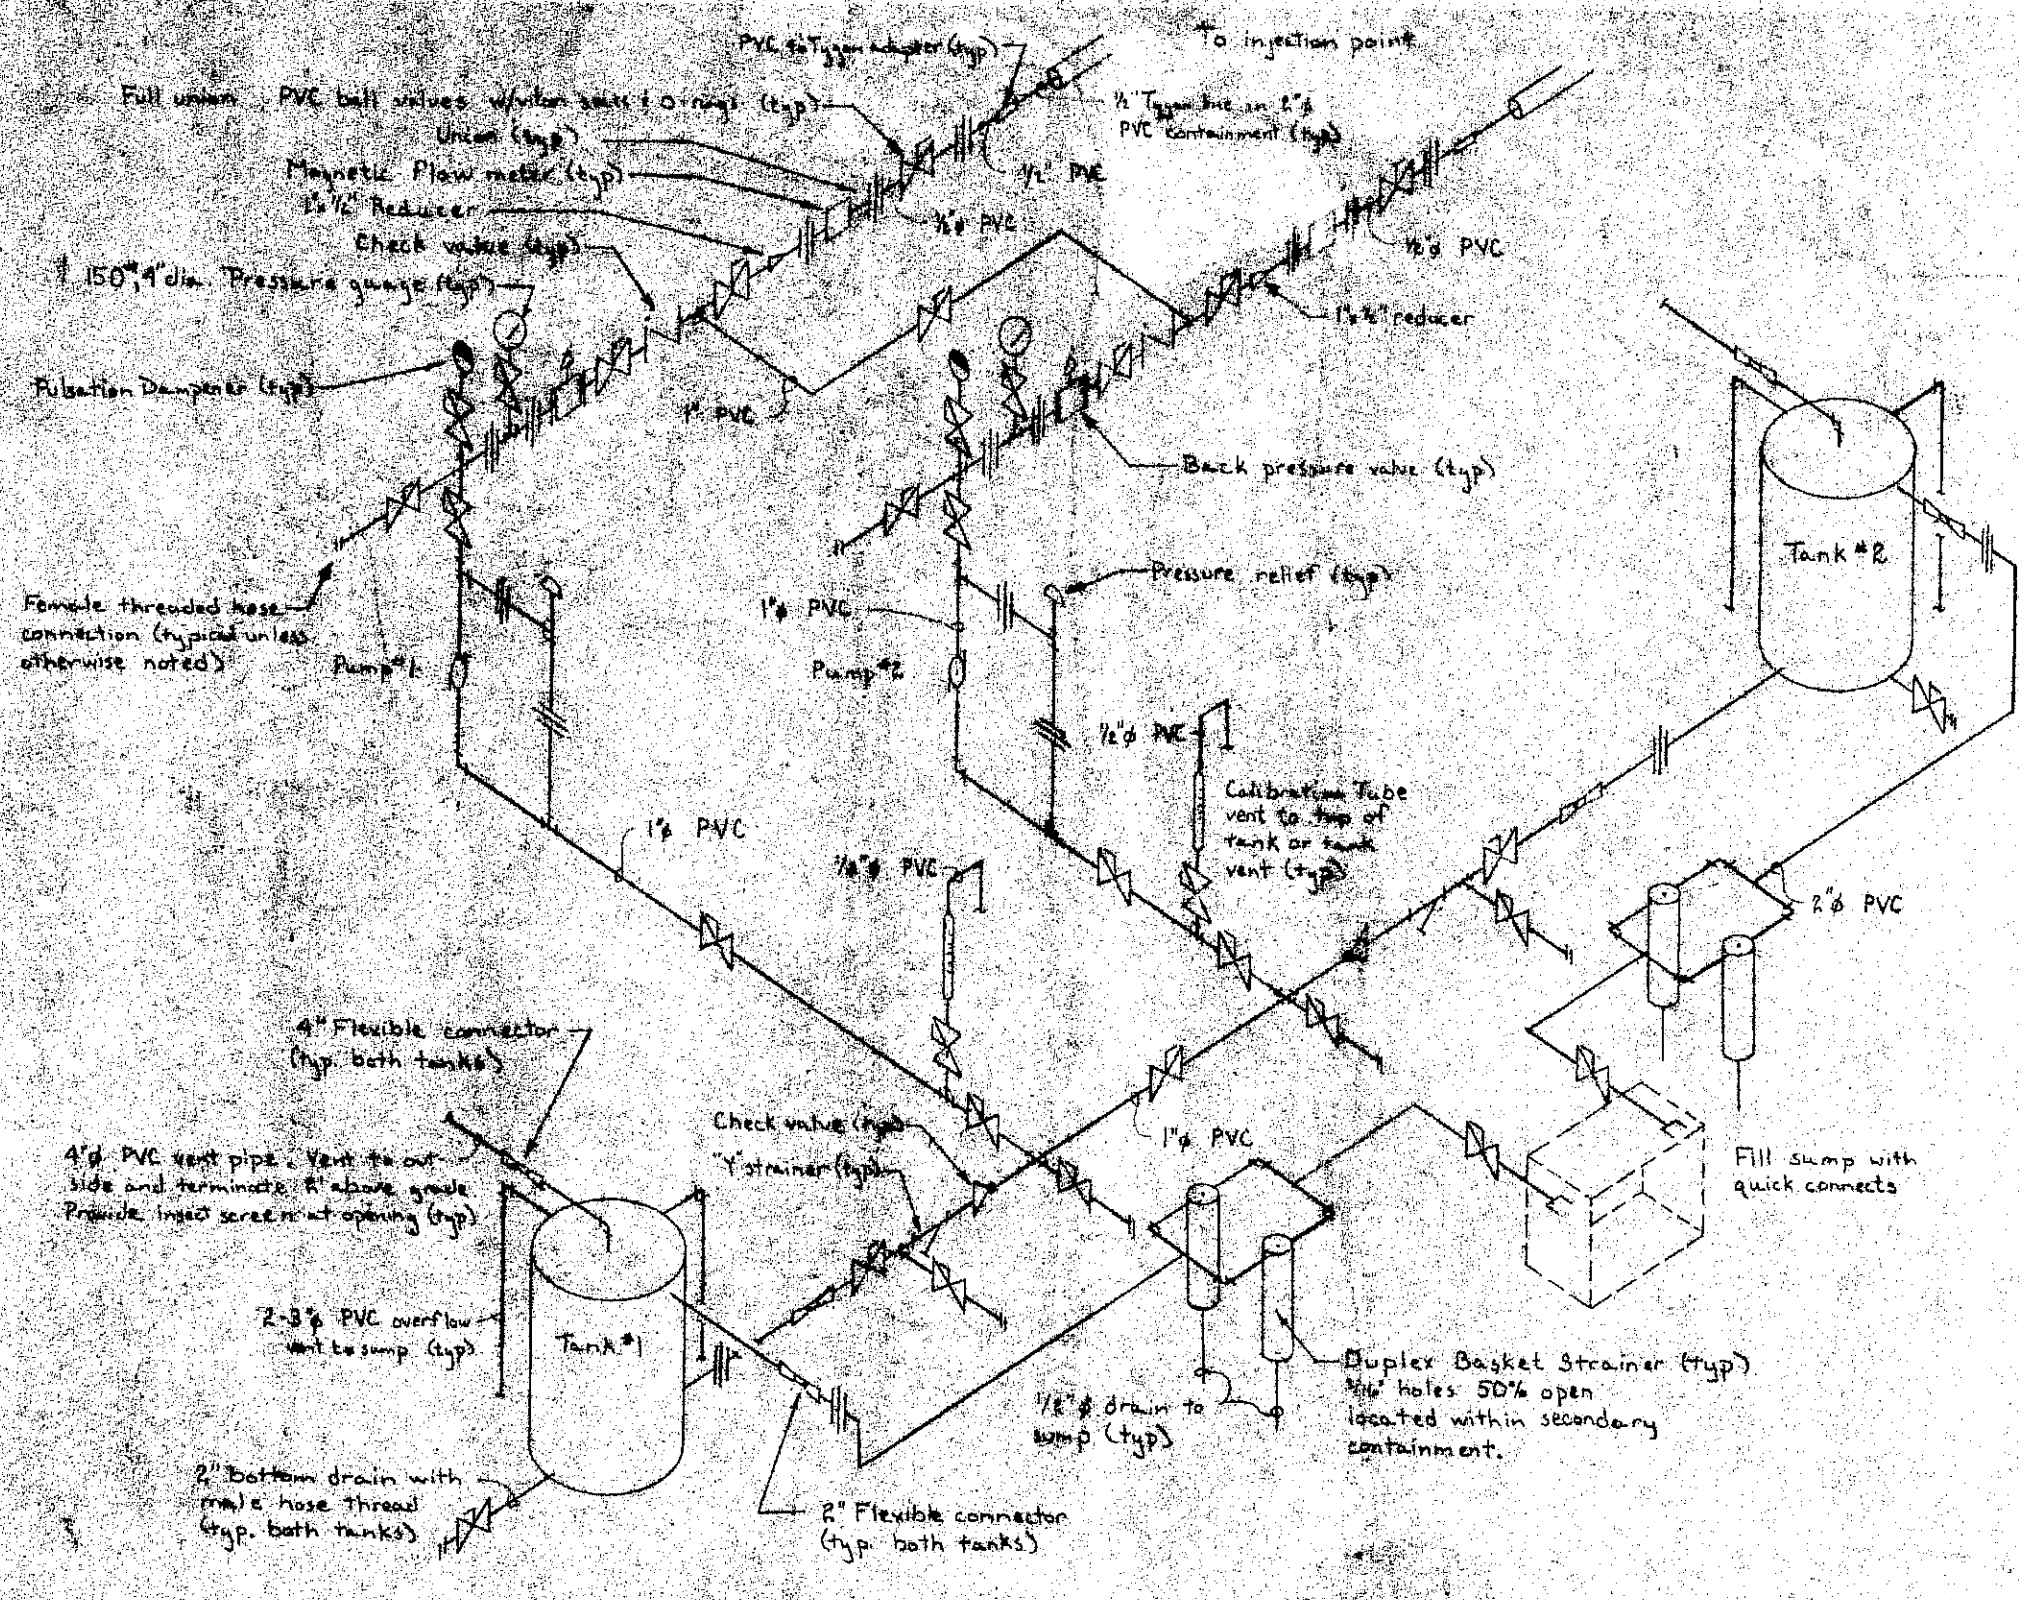 PVC to Tygon adapter (typ)
To injection point
Full union PVC ball valves w/viton seats & O-rings (typ)
1/2" Tygon line in 2"ø
PVC containment (typ)
Union (typ)
Magnetic Flow meter (typ)
1/2" PVC
1"x 1/2" Reducer
1/2"ø PVC
Check valve (typ)
1/2"ø PVC
150#, 4" dia. Pressure guage (typ)
1"x 1/2" reducer
Pulsation Dampener (typ)
1" PVC
Back pressure valve (typ)
Tank #2
Pressure relief (typ)
Female threaded hose
connection (typical unless
otherwise noted)
1"ø PVC
Pump #1
Pump #2
1/2"ø PVC
Calibration Tube
vent to top of
tank or tank
vent (typ)
1"ø PVC
PVC
2"ø PVC
4" Flexible connector
(typ. both tanks)
Check valve (typ)
1"ø PVC
4"ø PVC vent pipe. Vent to out
side and terminate 2' above grade
Provide insect screen at opening (typ)
"Y" strainer (typ)
Fill sump with
quick connects
2-3"ø PVC overflow
vent to sump (typ)
Tank #1
Duplex Basket Strainer (typ)
holes 50% open
located within secondary
containment.
1/2"ø drain to
sump (typ)
2" Bottom drain with
male hose thread
(typ. both tanks)
2" Flexible connector
(typ. both tanks)